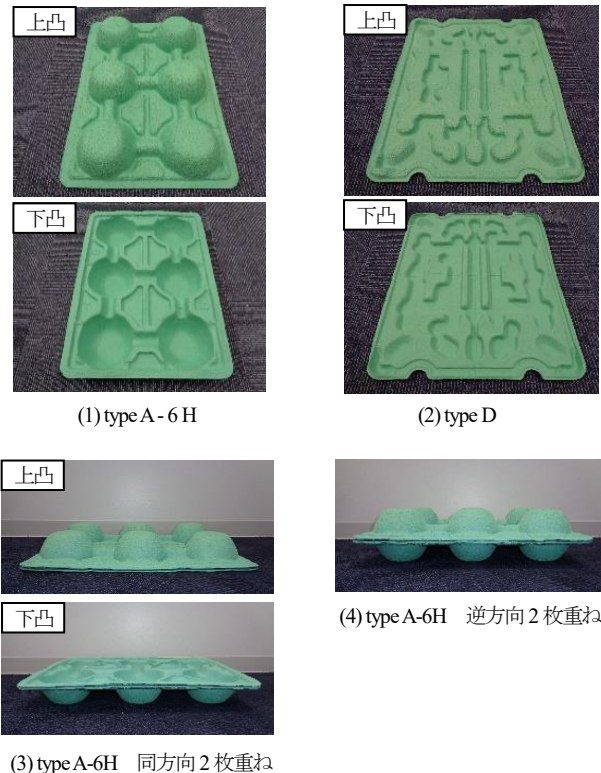 上凸
上凸
下凸
下凸
(1) type A - 6 H
(2) type D
上凸
下凸
(4) type A-6H　逆方向 2 枚重ね
(3) type A-6H　同方向 2 枚重ね